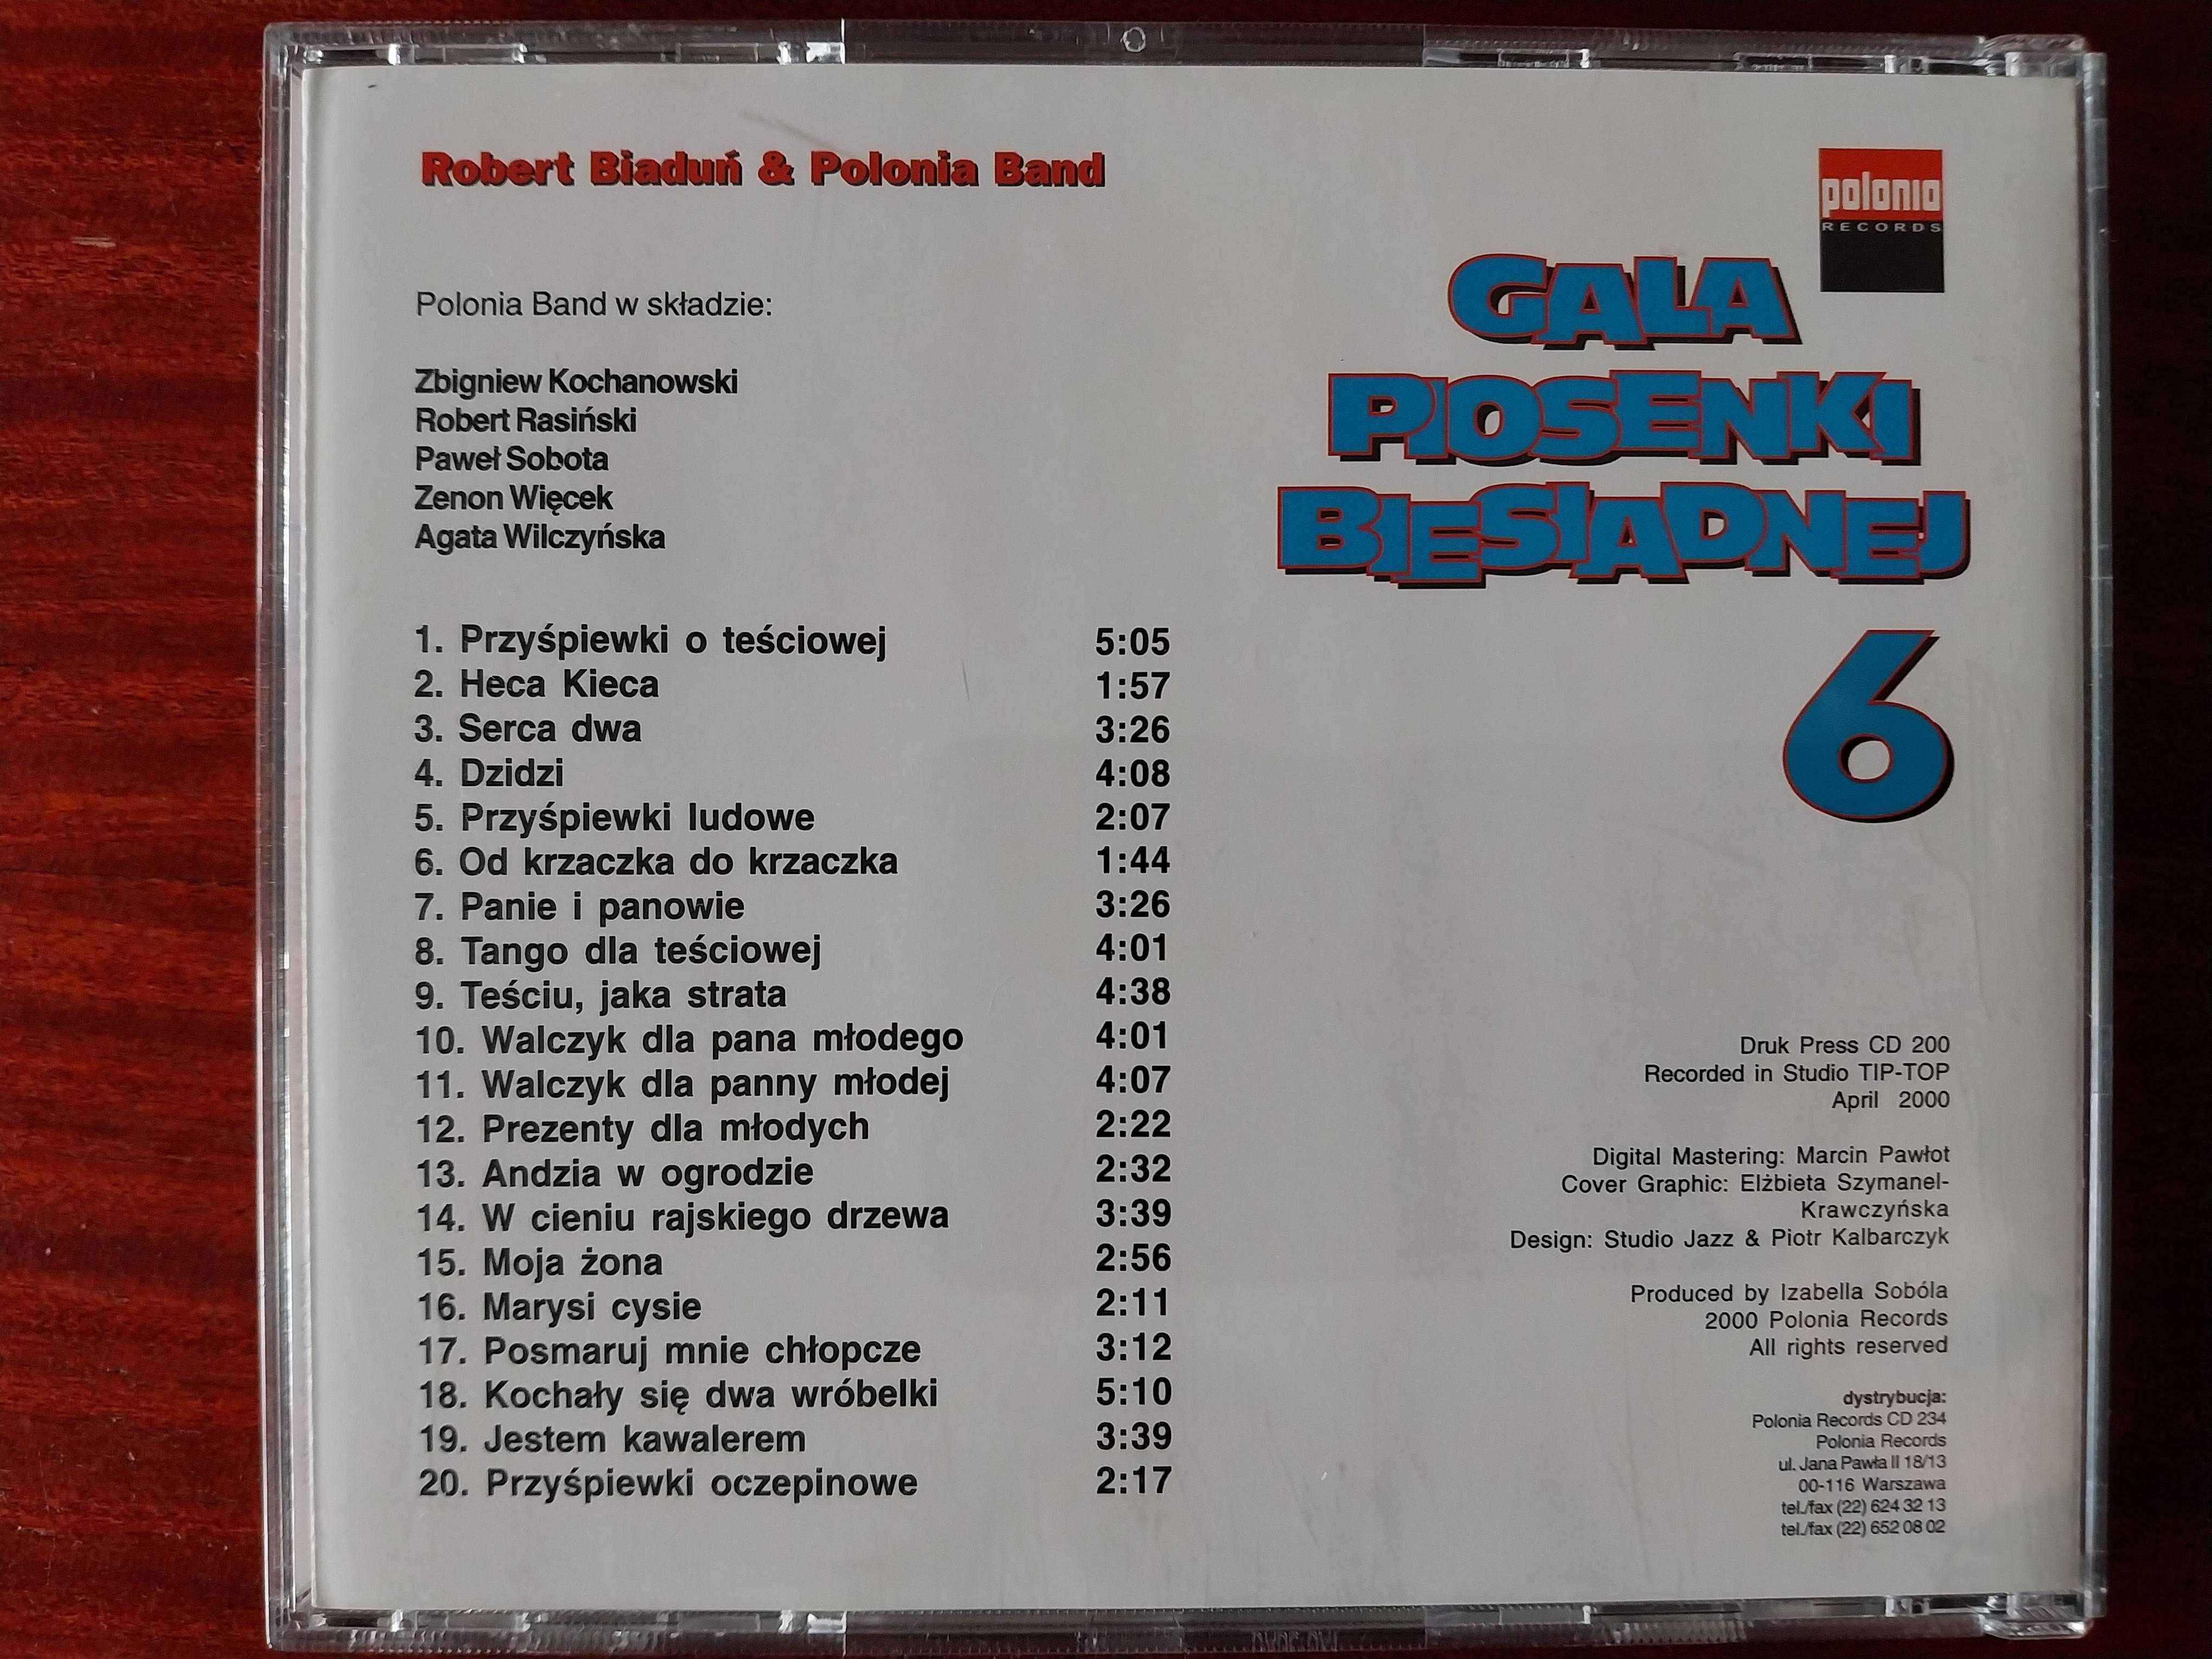 Robert Biaduń & Polonia Band
polonia
RECORDS
GALA
PIOSENKI
BIESIADNEJ
6
Polonia Band w składzie:
Zbigniew Kochanowski
Robert Rasiński
Paweł Sobota
Zenon Więcek
Agata Wilczyńska
1. Przyśpiewki o teściowej 5:05
2. Heca Kieca 1:57
3. Serca dwa 3:26
4. Dzidzi 4:08
5. Przyśpiewki ludowe 2:07
6. Od krzaczka do krzaczka 1:44
7. Panie i panowie 3:26
8. Tango dla teściowej 4:01
9. Teściu, jaka strata 4:38
10. Walczyk dla pana młodego 4:01
11. Walczyk dla panny młodej 4:07
12. Prezenty dla młodych 2:22
13. Andzia w ogrodzie 2:32
14. W cieniu rajskiego drzewa 3:39
15. Moja żona 2:56
16. Marysi cysie 2:11
17. Posmaruj mnie chłopcze 3:12
18. Kochały się dwa wróbelki 5:10
19. Jestem kawalerem 3:39
20. Przyśpiewki oczepinowe 2:17
Druk Press CD 200
Recorded in Studio TIP-TOP
April 2000
Digital Mastering: Marcin Pawłot
Cover Graphic: Elżbieta Szymanel-
Krawczyńska
Design: Studio Jazz & Piotr Kalbarczyk
Produced by Izabella Sobóla
2000 Polonia Records
All rights reserved
dystrybucja:
Polonia Records CD 234
Polonia Records
ul. Jana Pawła II 18/13
00-116 Warszawa
tel./fax (22) 624 32 13
tel./fax (22) 652 08 02